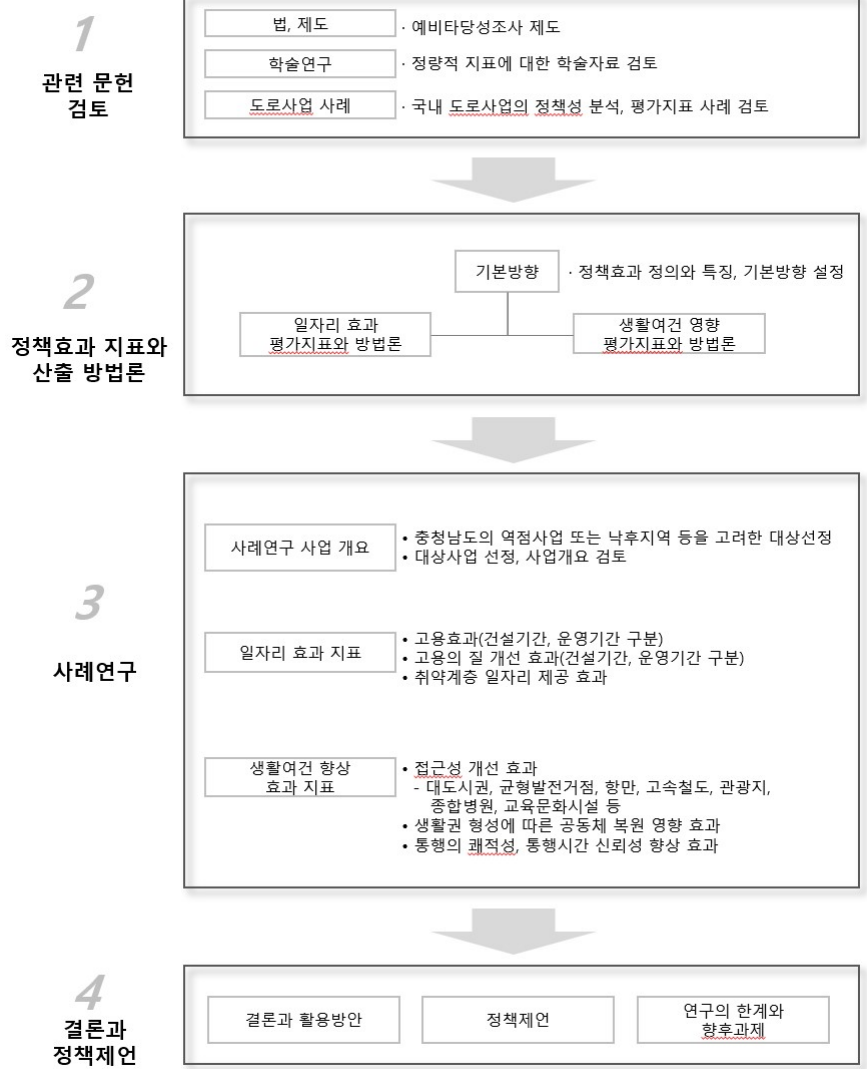 1
관련 문헌
검토
법, 제도
· 예비타당성조사 제도
학술연구
· 정량적 지표에 대한 학술자료 검토
도로사업 사례
· 국내 도로사업의 정책성 분석, 평가지표 사례 검토
2
정책효과 지표와
산출 방법론
기본방향
· 정책효과 정의와 특징, 기본방향 설정
일자리 효과
평가지표와 방법론
생활여건 영향
평가지표와 방법론
3
사례연구
사례연구 사업 개요
• 충청남도의 역점사업 또는 낙후지역 등을 고려한 대상선정
• 대상사업 선정, 사업개요 검토
일자리 효과 지표
• 고용효과(건설기간, 운영기간 구분)
• 고용의 질 개선 효과(건설기간, 운영기간 구분)
• 취약계층 일자리 제공 효과
생활여건 향상
효과 지표
• 접근성 개선 효과
- 대도시권, 균형발전거점, 항만, 고속철도, 관광지,
종합병원, 교육문화시설 등
• 생활권 형성에 따른 공동체 복원 영향 효과
• 통행의 쾌적성, 통행시간 신뢰성 향상 효과
4
결론과
정책제언
결론과 활용방안
정책제언
연구의 한계와
향후과제